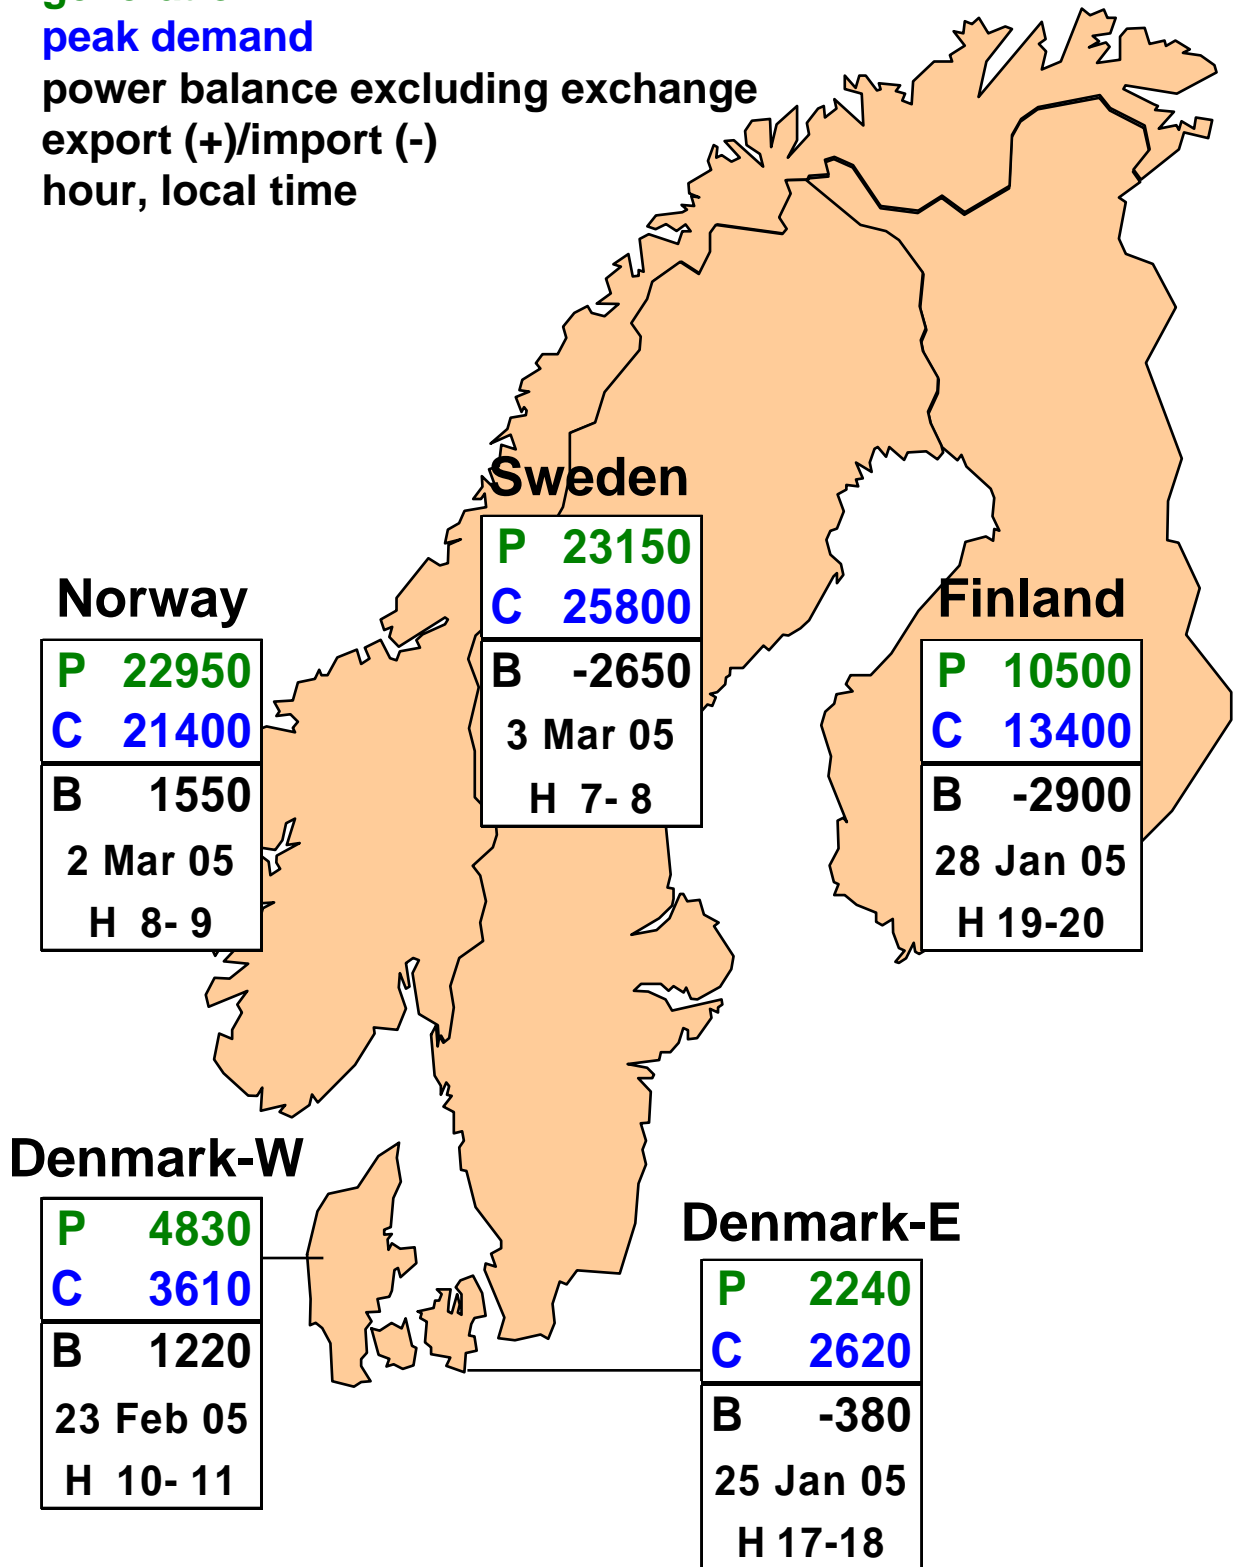 peak demand
power balance excluding exchange
export (+)/import (-)
hour, local time
Sweden
P 23150
C 25800
B -2650
3 Mar 05
H 7- 8
Norway
P 22950
C 21400
B 1550
2 Mar 05
H 8- 9
Finland
P 10500
C 13400
B -2900
28 Jan 05
H 19-20
Denmark-W
P 4830
C 3610
B 1220
23 Feb 05
H 10- 11
Denmark-E
P 2240
C 2620
B -380
25 Jan 05
H 17-18